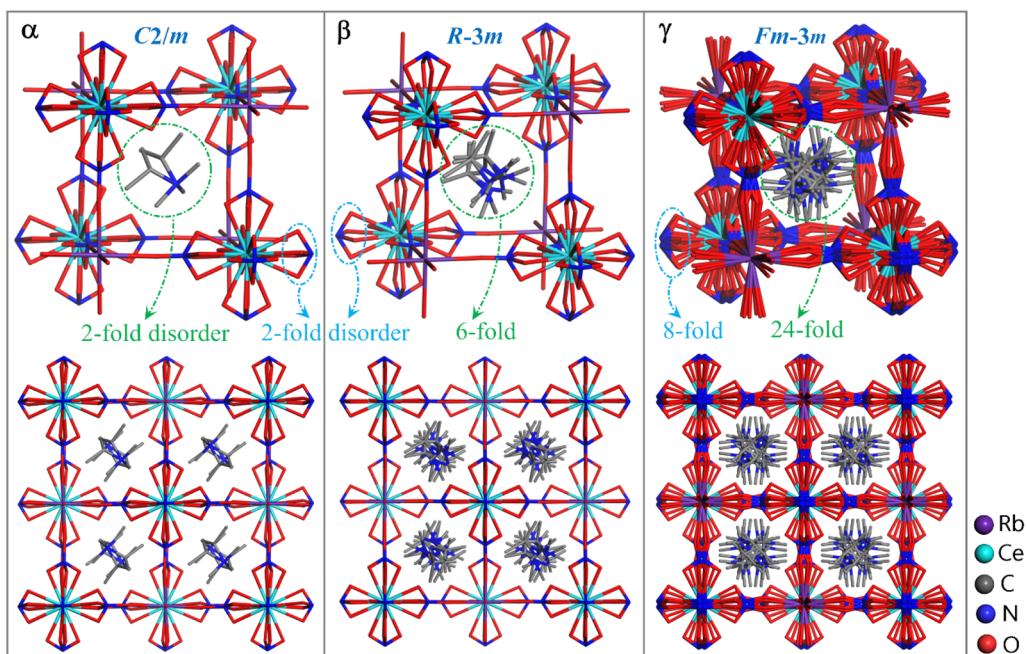 α C2/m
β R-3m
γ Fm-3m
2-fold disorder
2-fold disorder
6-fold
8-fold
24-fold
Rb
Ce
C
N
O